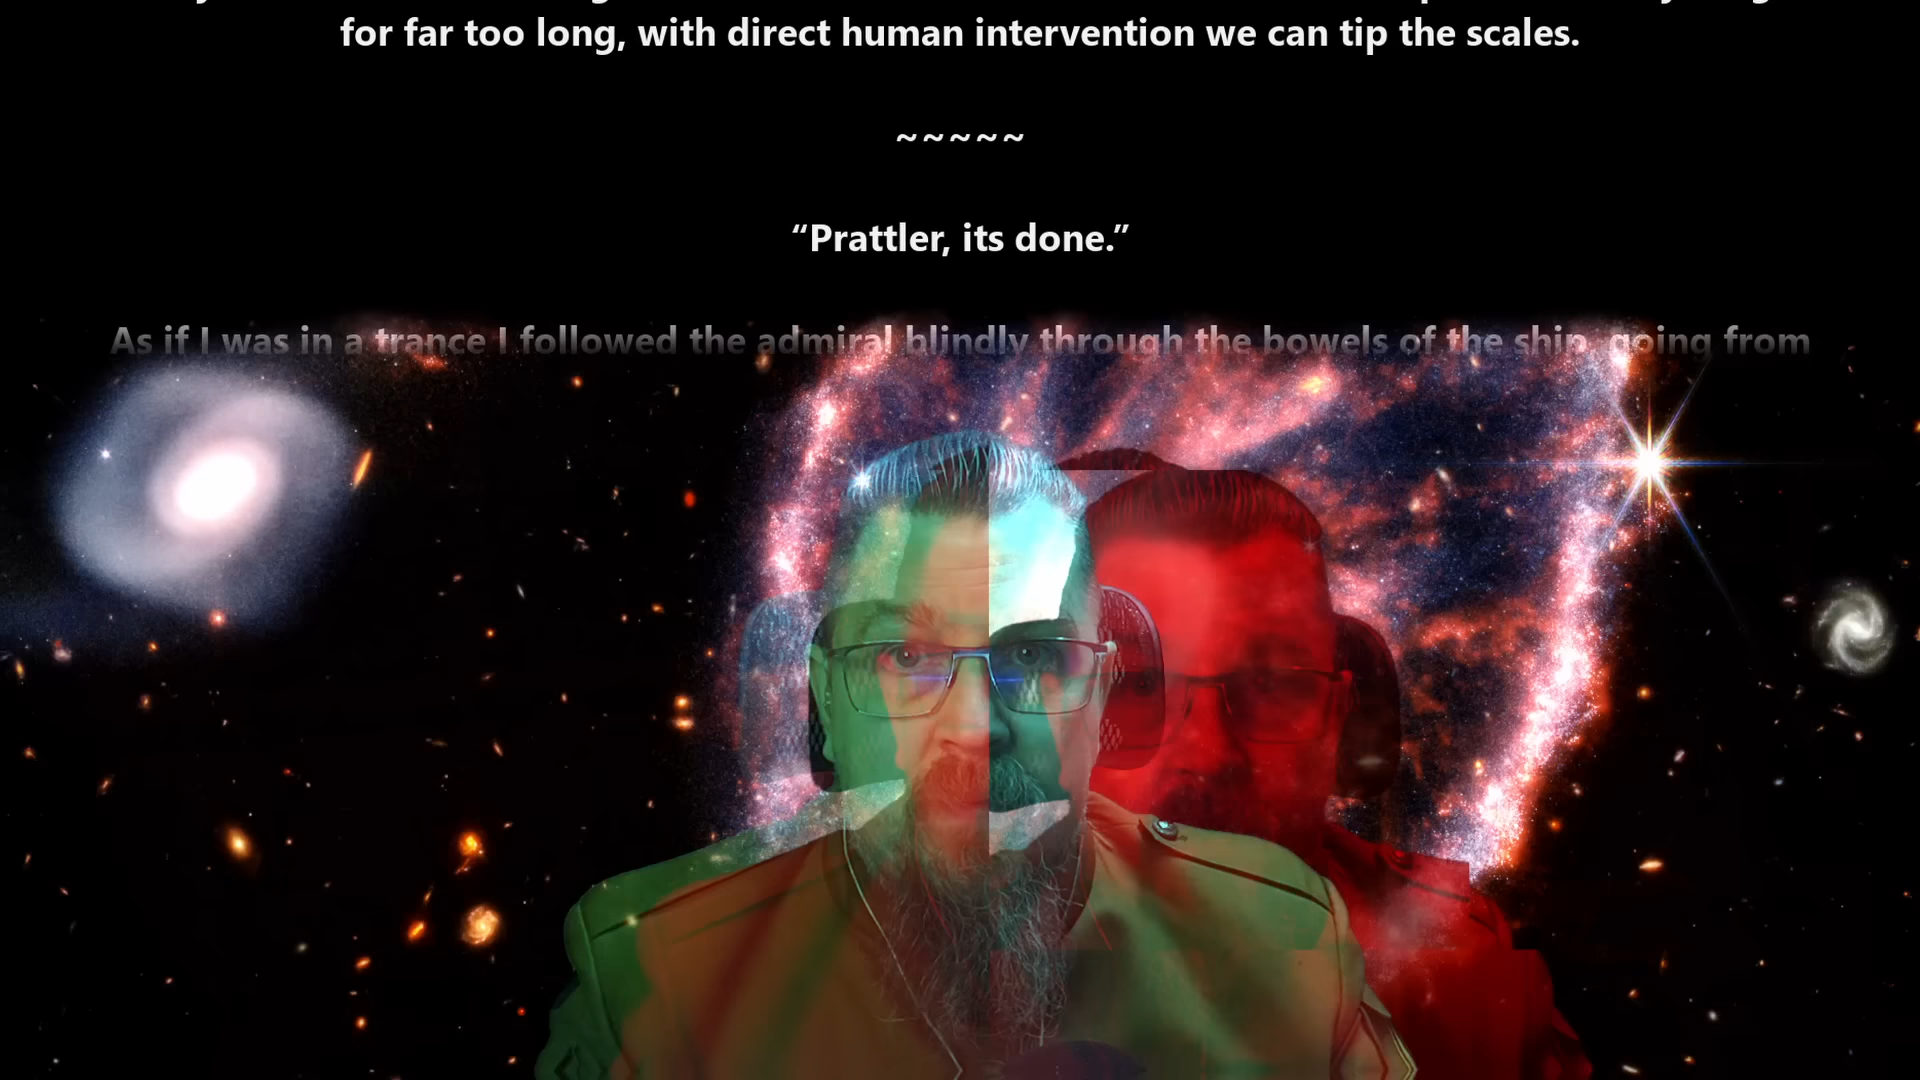 for far too long, with direct human intervention we can tip the scales.
~~~~~
“Prattler, its done.”
As if I was in a trance I followed the admiral blindly through the bowels of the ship, going from